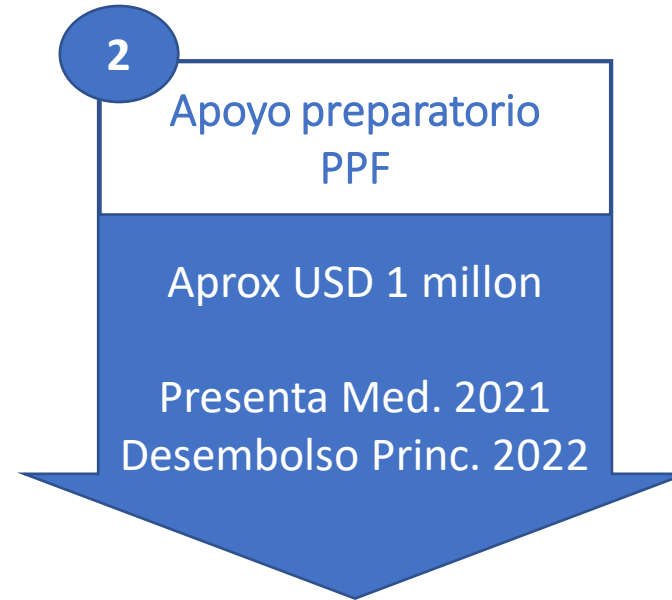 2
Apoyo preparatorio
PPF
Aprox USD 1 millon
Presenta Med. 2021
Desembolso Princ. 2022